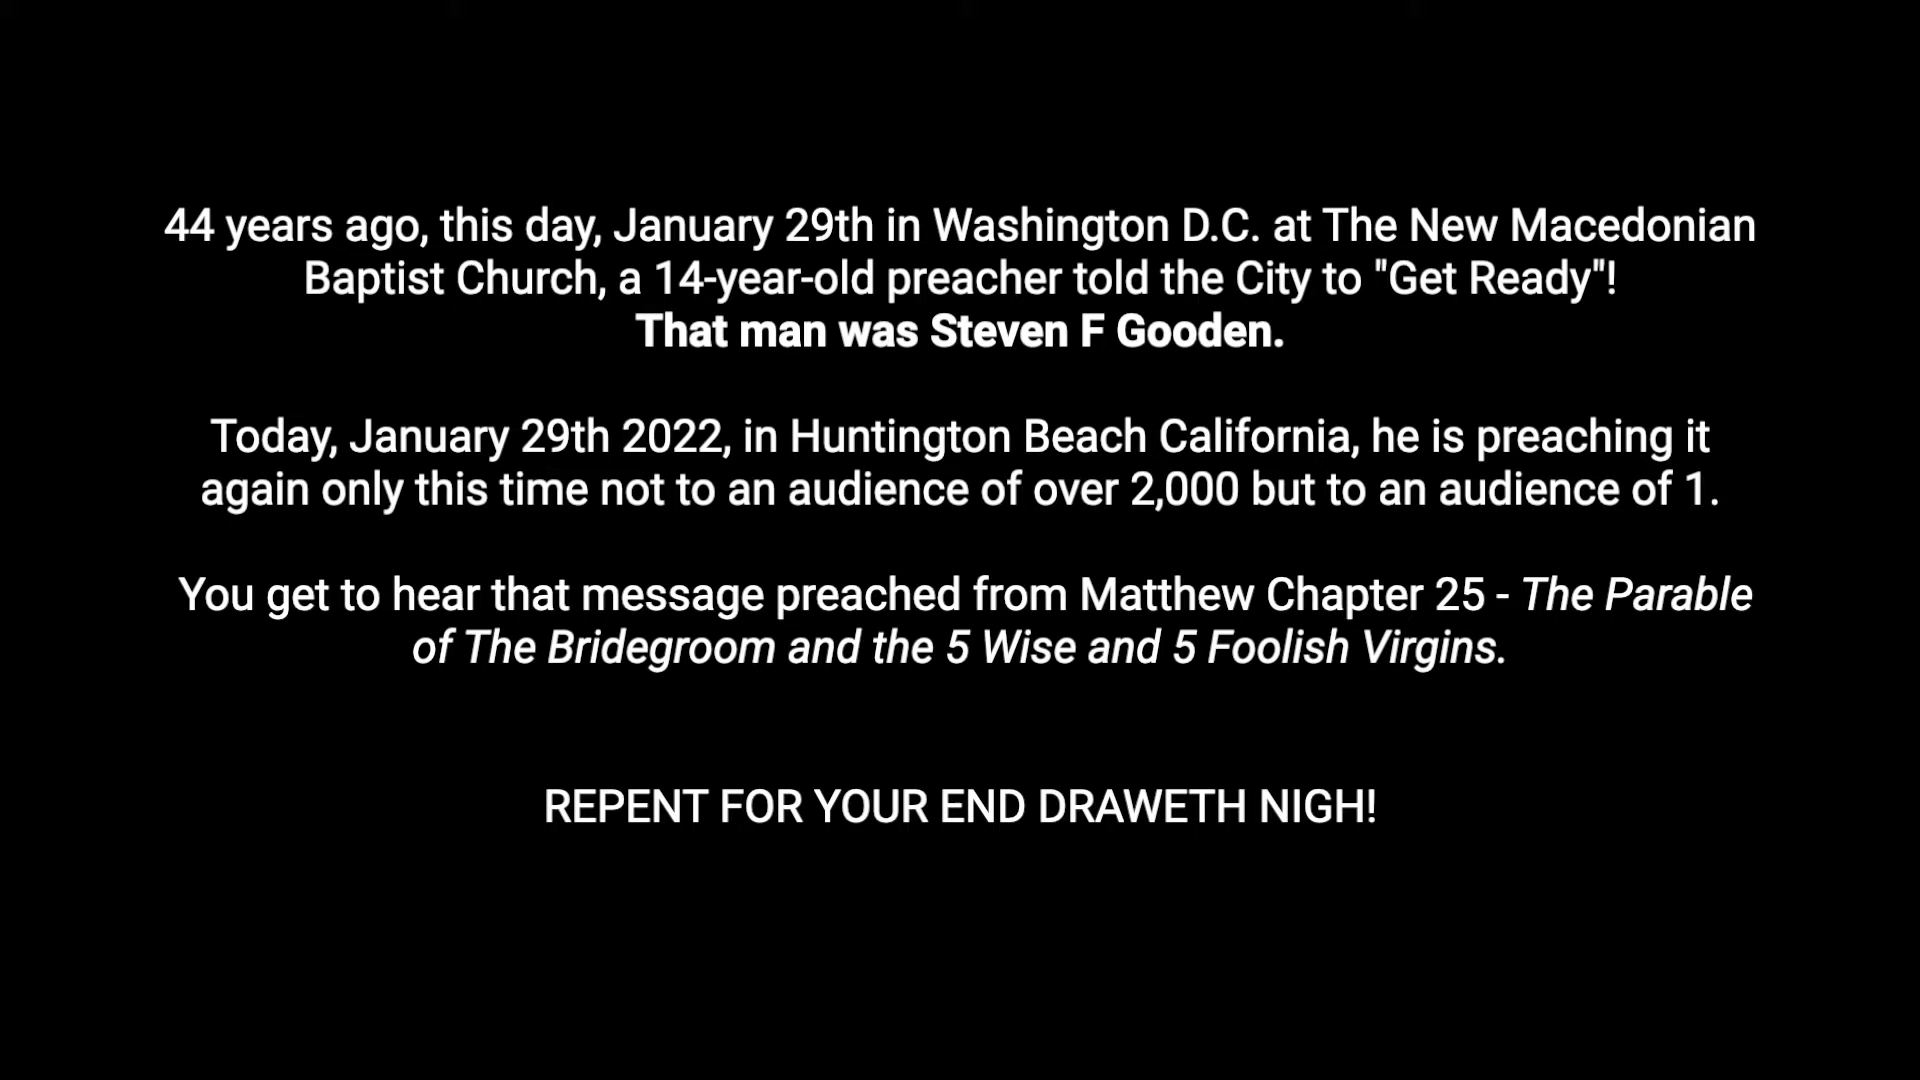 44 years ago, this day, January 29th in Washington D.C. at The New Macedonian
Baptist Church, a 14-year-old preacher told the City to "Get Ready"!
That man was Steven F Gooden.
Today, January 29th 2022, in Huntington Beach California, he is preaching it
again only this time not to an audience of over 2,000 but to an audience of 1.
You get to hear that message preached from Matthew Chapter 25 - The Parable
of The Bridegroom and the 5 Wise and 5 Foolish Virgins.
REPENT FOR YOUR END DRAWETH NIGH!